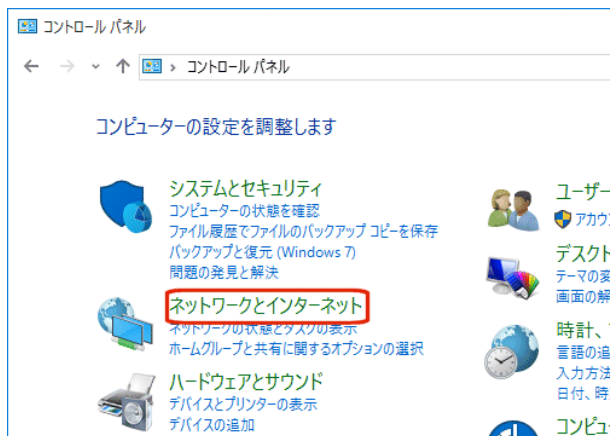 コントロール パネル
コントロール パネル
コンピューターの設定を調整します
システムとセキュリティ
コンピューターの状態を確認
ファイル履歴でファイルのバックアップ コピーを保存
バックアップと復元 (Windows 7)
問題の発見と解決
ネットワークとインターネット
ネットワークの状態とタスクの表示
ホームグループと共有に関するオプションの選択
ハードウェアとサウンド
デバイスとプリンターの表示
デバイスの追加
ユーザー
アカウ
デスクト
テーマの変
画面の解
時計、
言語の追
入力方法
日付、時
コンピュ